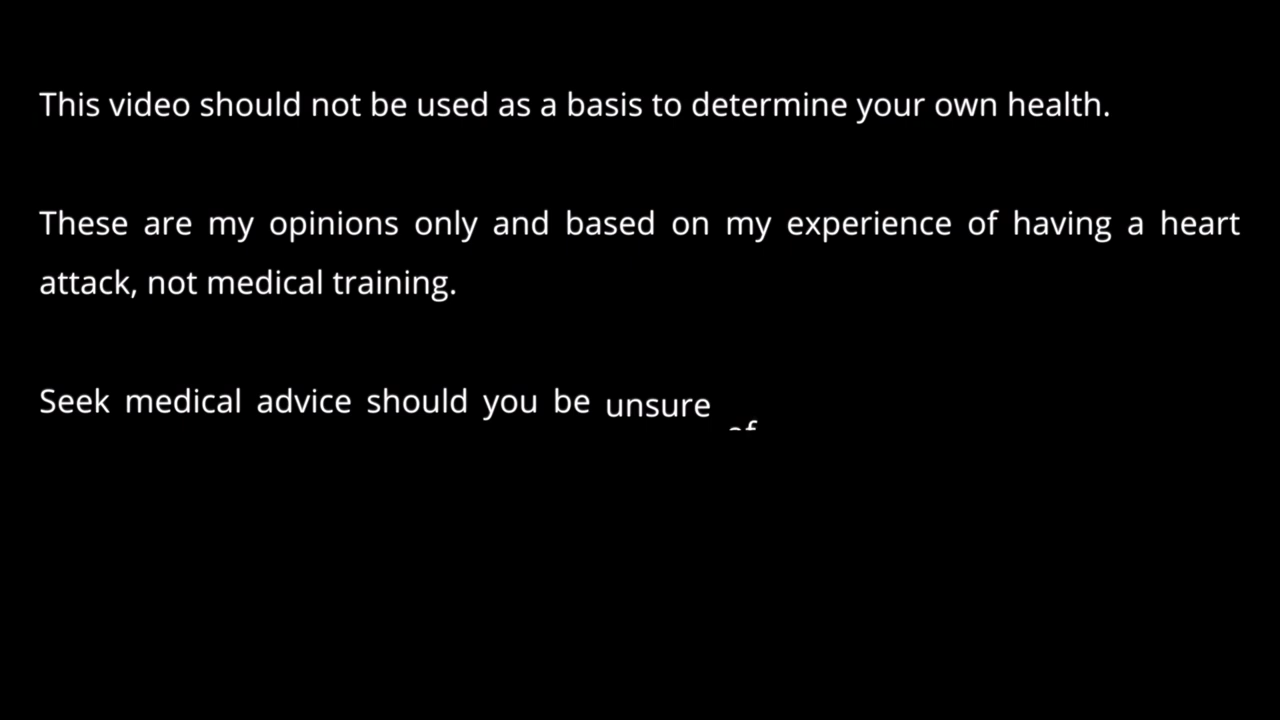 This video should not be used as a basis to determine your own health.
These are my opinions only and based on my experience of having a heart
attack, not medical training.
Seek medical advice should you be unsure of